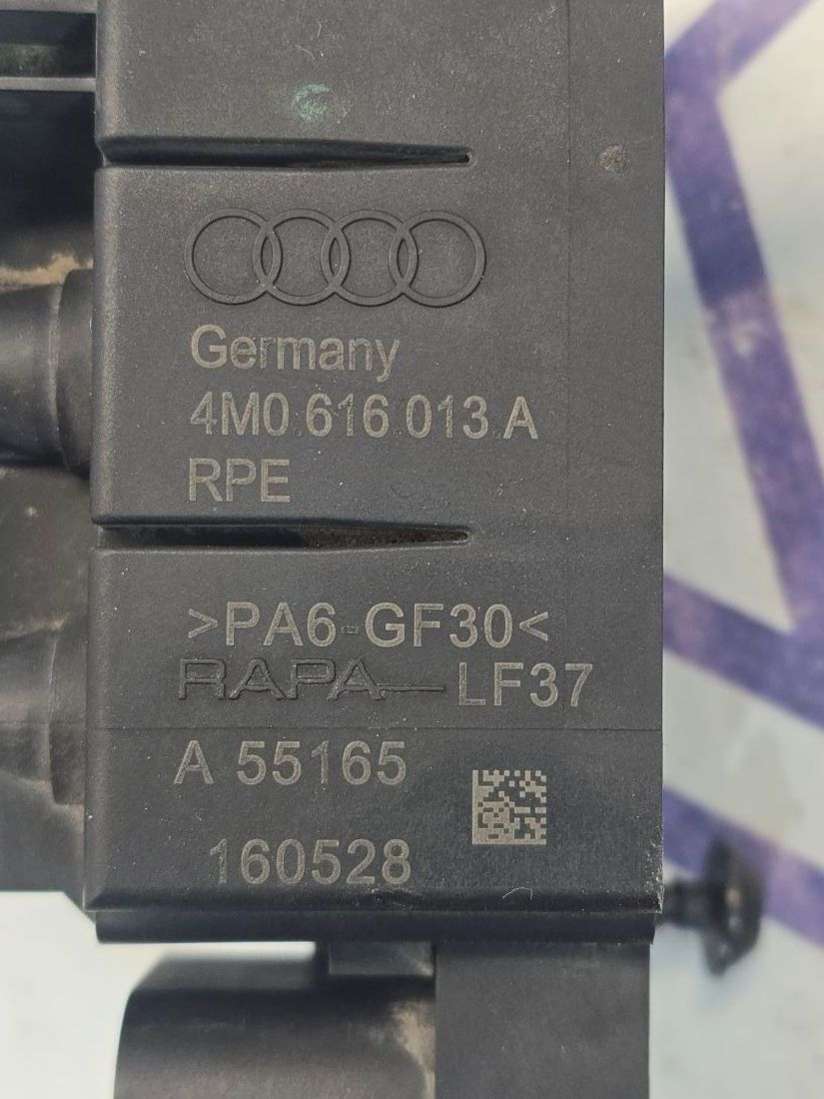 Germany
4M0.616.013.A
RPE
>PA6-GF30<
RAPA LF37
A 55165
160528